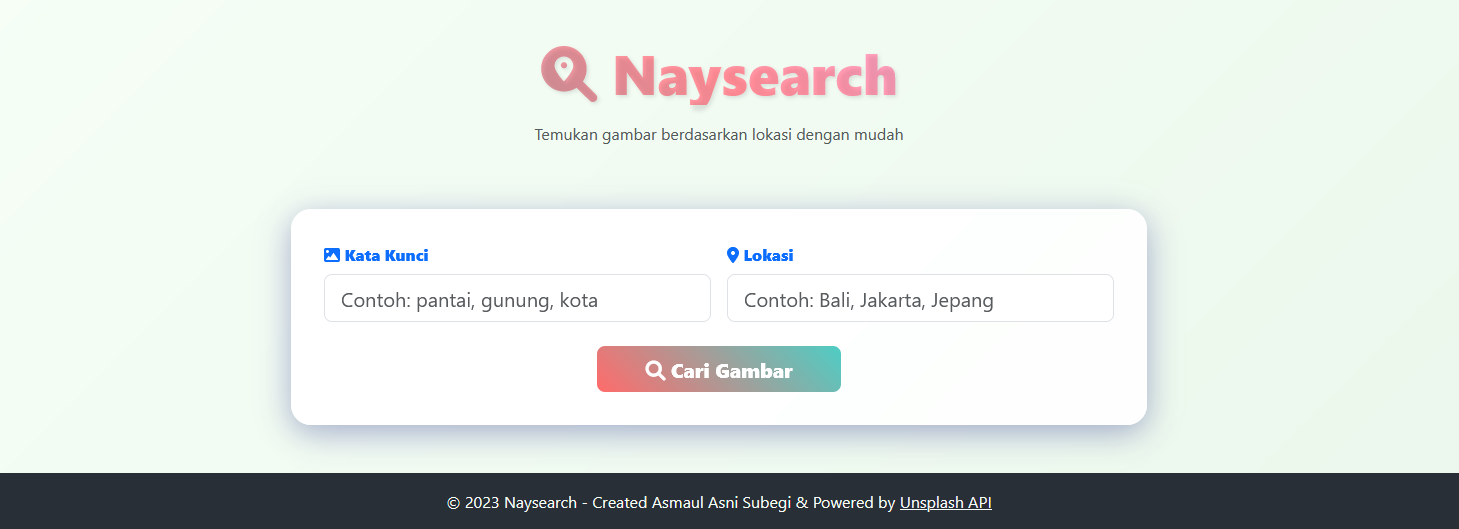 Naysearch
Temukan gambar berdasarkan lokasi dengan mudah
Kata Kunci
Contoh: pantai, gunung, kota
Lokasi
Contoh: Bali, Jakarta, Jepang
Cari Gambar
© 2023 Naysearch - Created Asmaul Asni Subegi & Powered by Unsplash API